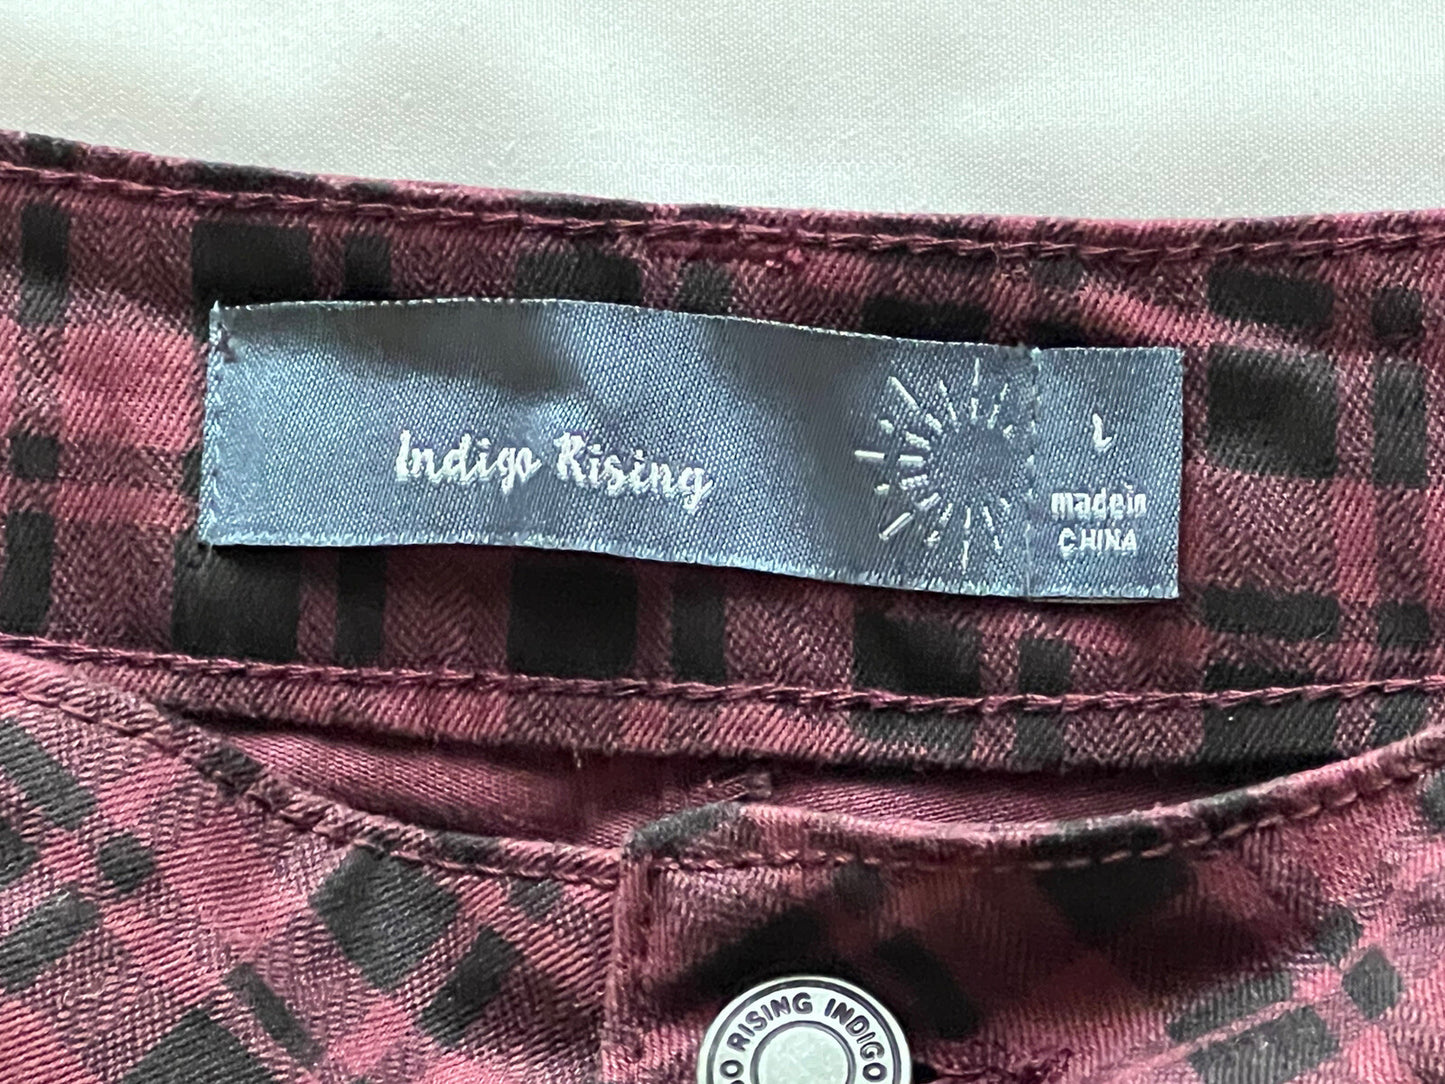 Indigo Rising
L
made in
CHINA
RISING INDIGO